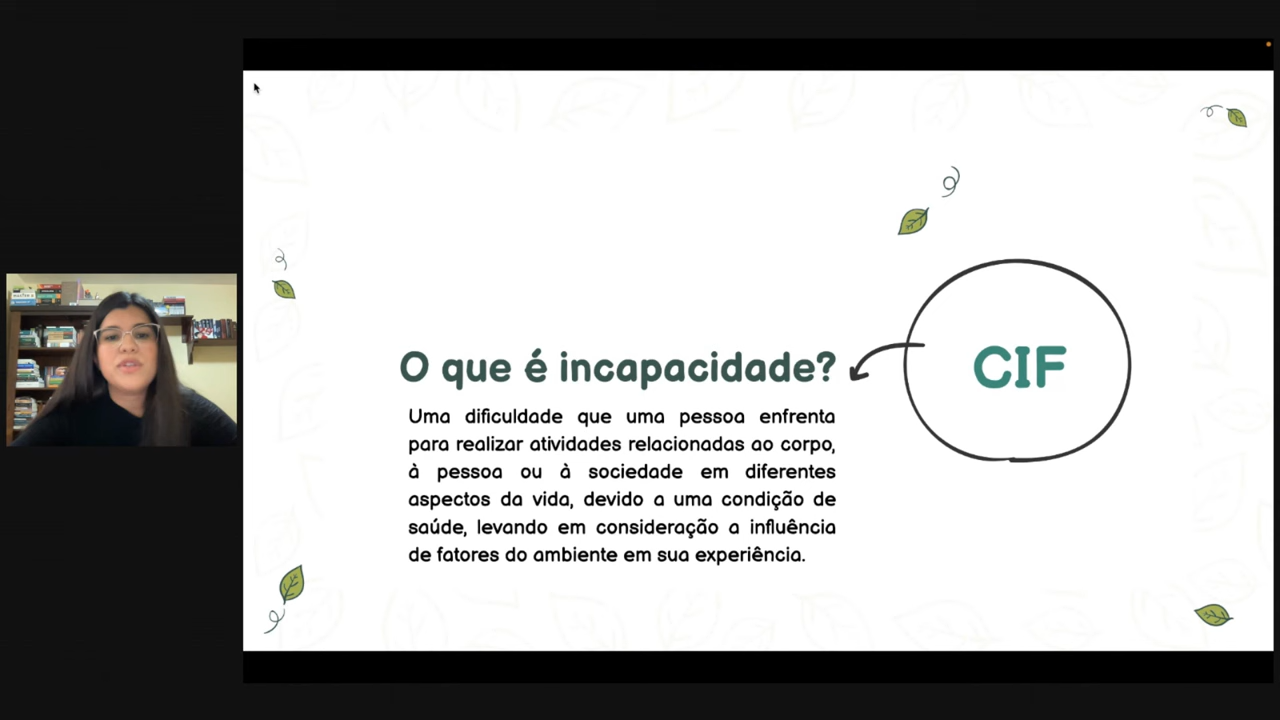 O que é incapacidade?
Uma dificuldade que uma pessoa enfrenta
para realizar atividades relacionadas ao corpo,
à pessoa ou à sociedade em diferentes
aspectos da vida, devido a uma condição de
saúde, levando em consideração a influência
de fatores do ambiente em sua experiência.
CIF